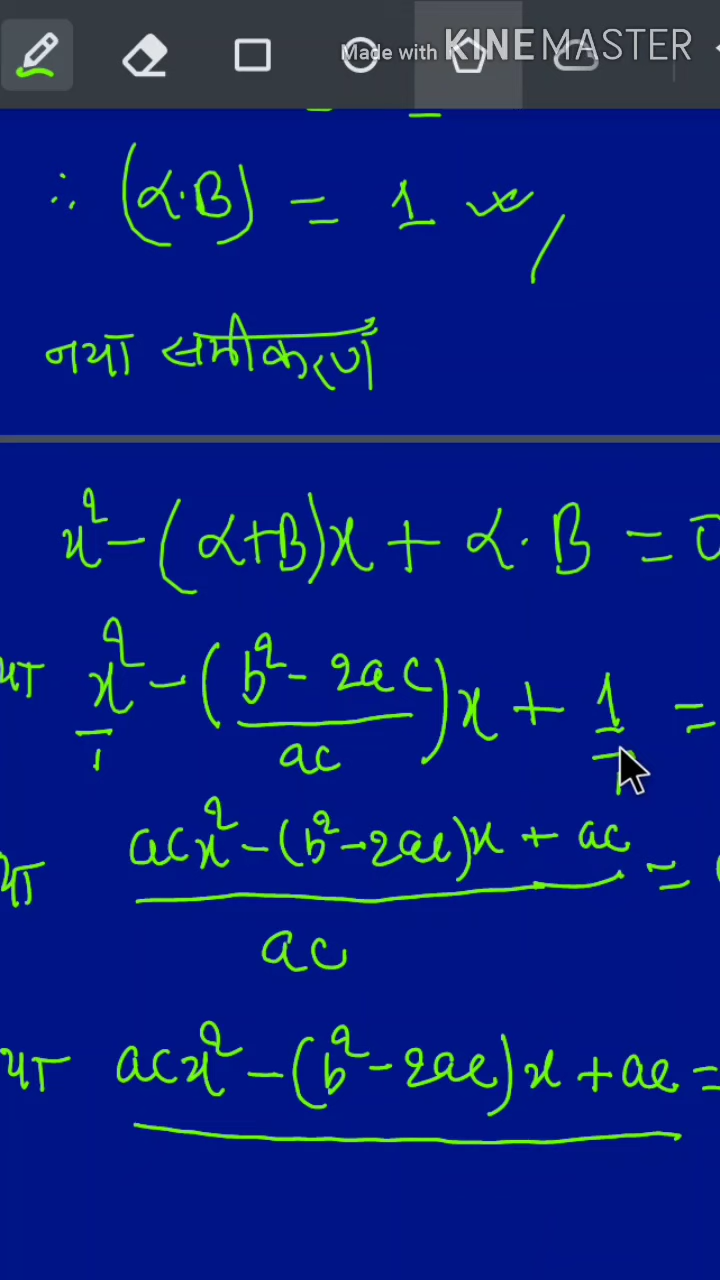 Made with KINEMASTER
∴ (α·B) = 1
नया समीकरण
x² - (α+B)x + α·B = 0
या x² - (b² - 2ac / ac)x + 1 =
या acx² - (b² - 2ac)x + ac / ac = 0
या acx² - (b² - 2ac)x + ac =